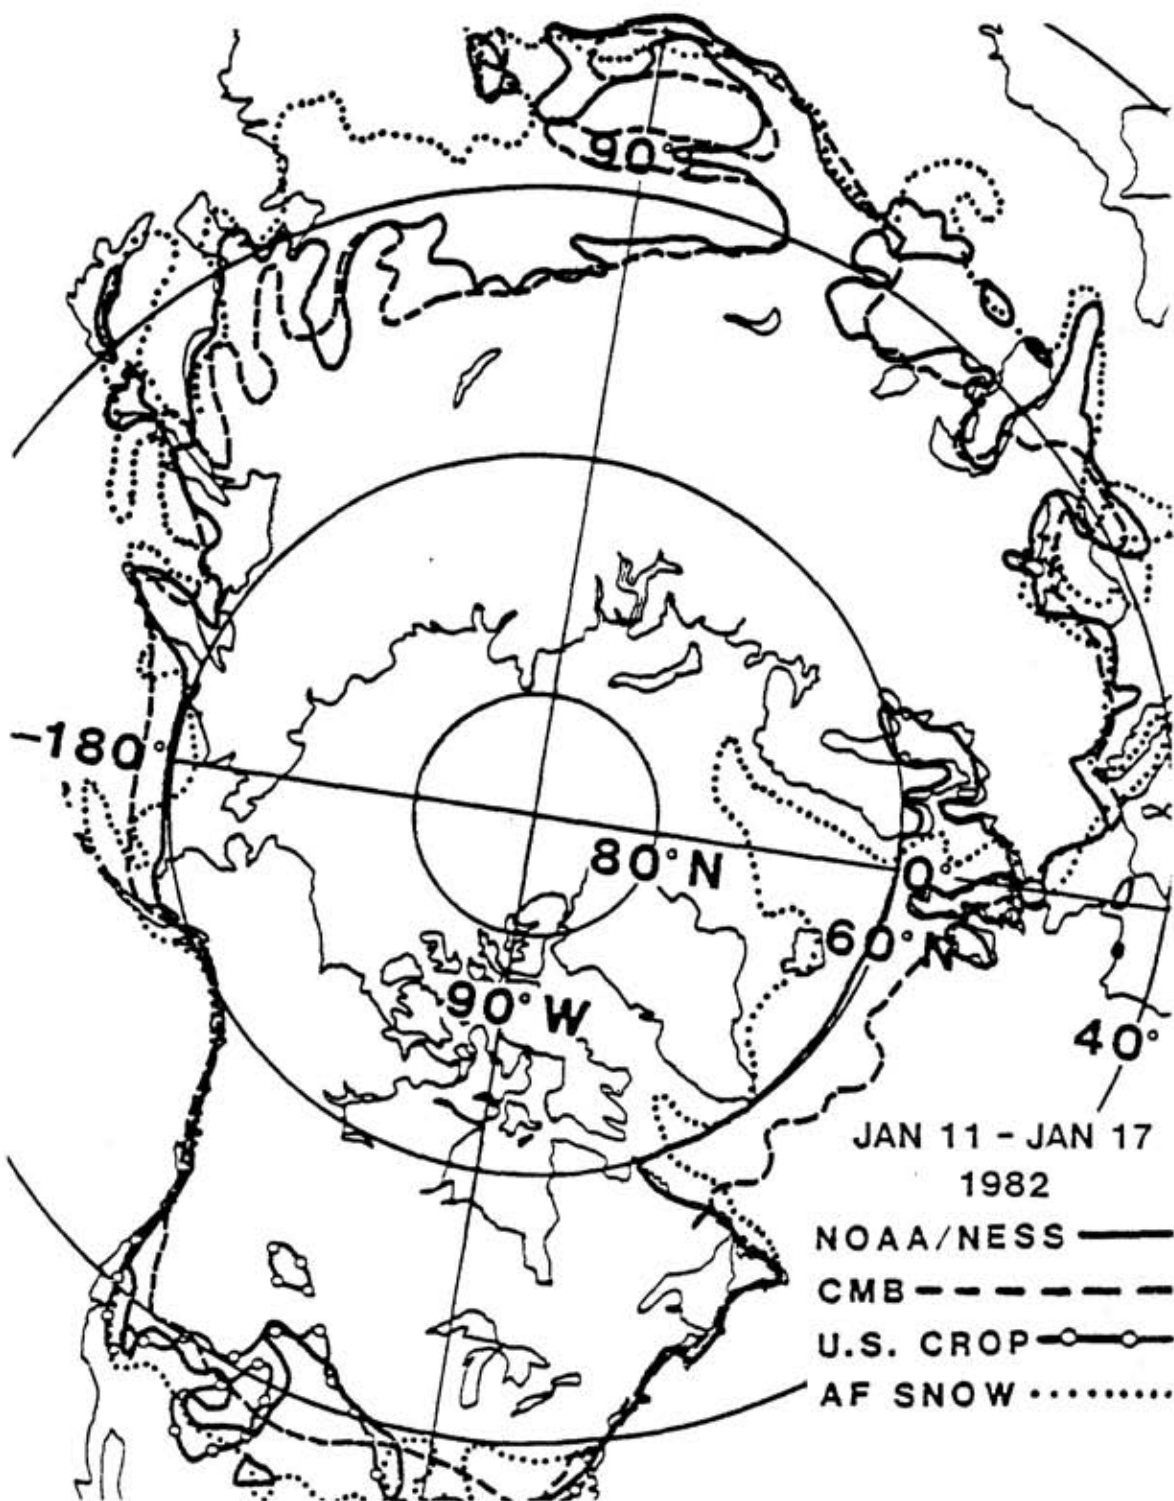 90°
-180°
80°N
0°
60°N
90°W
40°
JAN 11 - JAN 17
1982
NOAA/NESS
CMB
U.S. CROP
AF SNOW